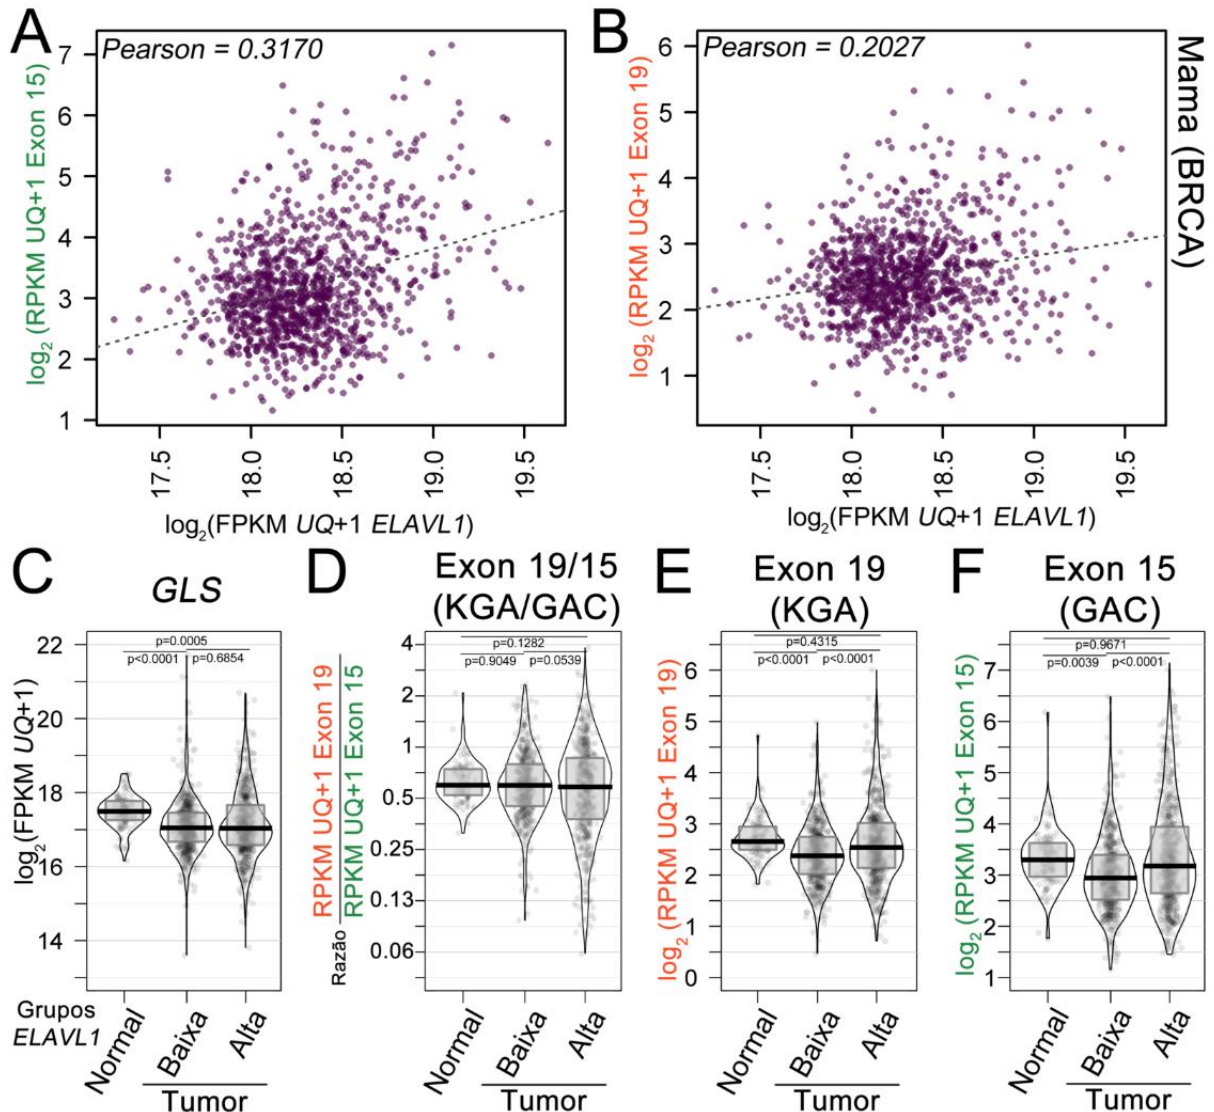 A
Pearson = 0.3170
log2 (RPKM UQ+1 Exon 15)
7
6
5
4
3
2
1
17.5
18.0
18.5
19.0
19.5
log2(FPKM UQ+1 ELAVL1)
B
Pearson = 0.2027
log2 (RPKM UQ+1 Exon 19)
6
5
4
3
2
1
17.5
18.0
18.5
19.0
19.5
log2(FPKM UQ+1 ELAVL1)
Mama (BRCA)
C
GLS
log2(FPKM UQ+1)
22
20
18
16
14
p=0.0005
p<0.0001
p=0.6854
Grupos
ELAVL1
Normal
Baixa
Alta
Tumor
D
Exon 19/15
(KGA/GAC)
Razão
RPKM UQ+1 Exon 19
RPKM UQ+1 Exon 15
4
2
1
0.5
0.25
0.13
0.06
p=0.1282
p=0.9049
p=0.0539
Normal
Baixa
Alta
Tumor
E
Exon 19
(KGA)
log2 (RPKM UQ+1 Exon 19)
6
5
4
3
2
1
0
p=0.4315
p<0.0001
p<0.0001
Normal
Baixa
Alta
Tumor
F
Exon 15
(GAC)
log2 (RPKM UQ+1 Exon 15)
7
6
5
4
3
2
1
p=0.9671
p=0.0039
p<0.0001
Normal
Baixa
Alta
Tumor